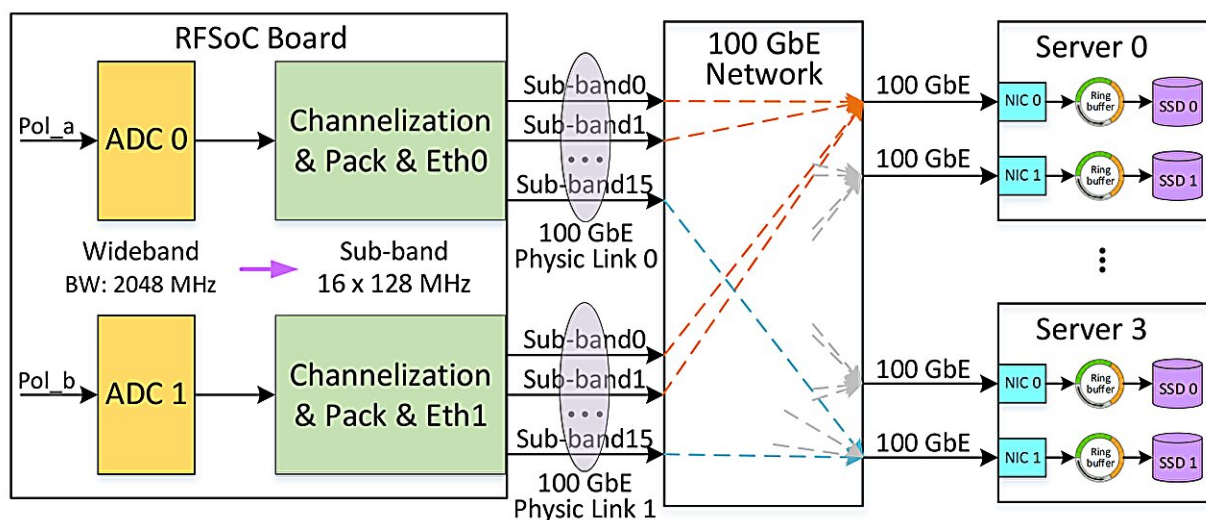 RFSoC Board
Pol_a
ADC 0
Channelization
& Pack & Eth0
Sub-band0
Sub-band1
Sub-band15
100 GbE
Physic Link 0
Wideband
BW: 2048 MHz
Sub-band
16 x 128 MHz
Pol_b
ADC 1
Channelization
& Pack & Eth1
Sub-band0
Sub-band1
Sub-band15
100 GbE
Physic Link 1
100 GbE
Network
100 GbE
100 GbE
100 GbE
100 GbE
Server 0
NIC 0
Ring
buffer
SSD 0
NIC 1
Ring
buffer
SSD 1
Server 3
NIC 0
Ring
buffer
SSD 0
NIC 1
Ring
buffer
SSD 1